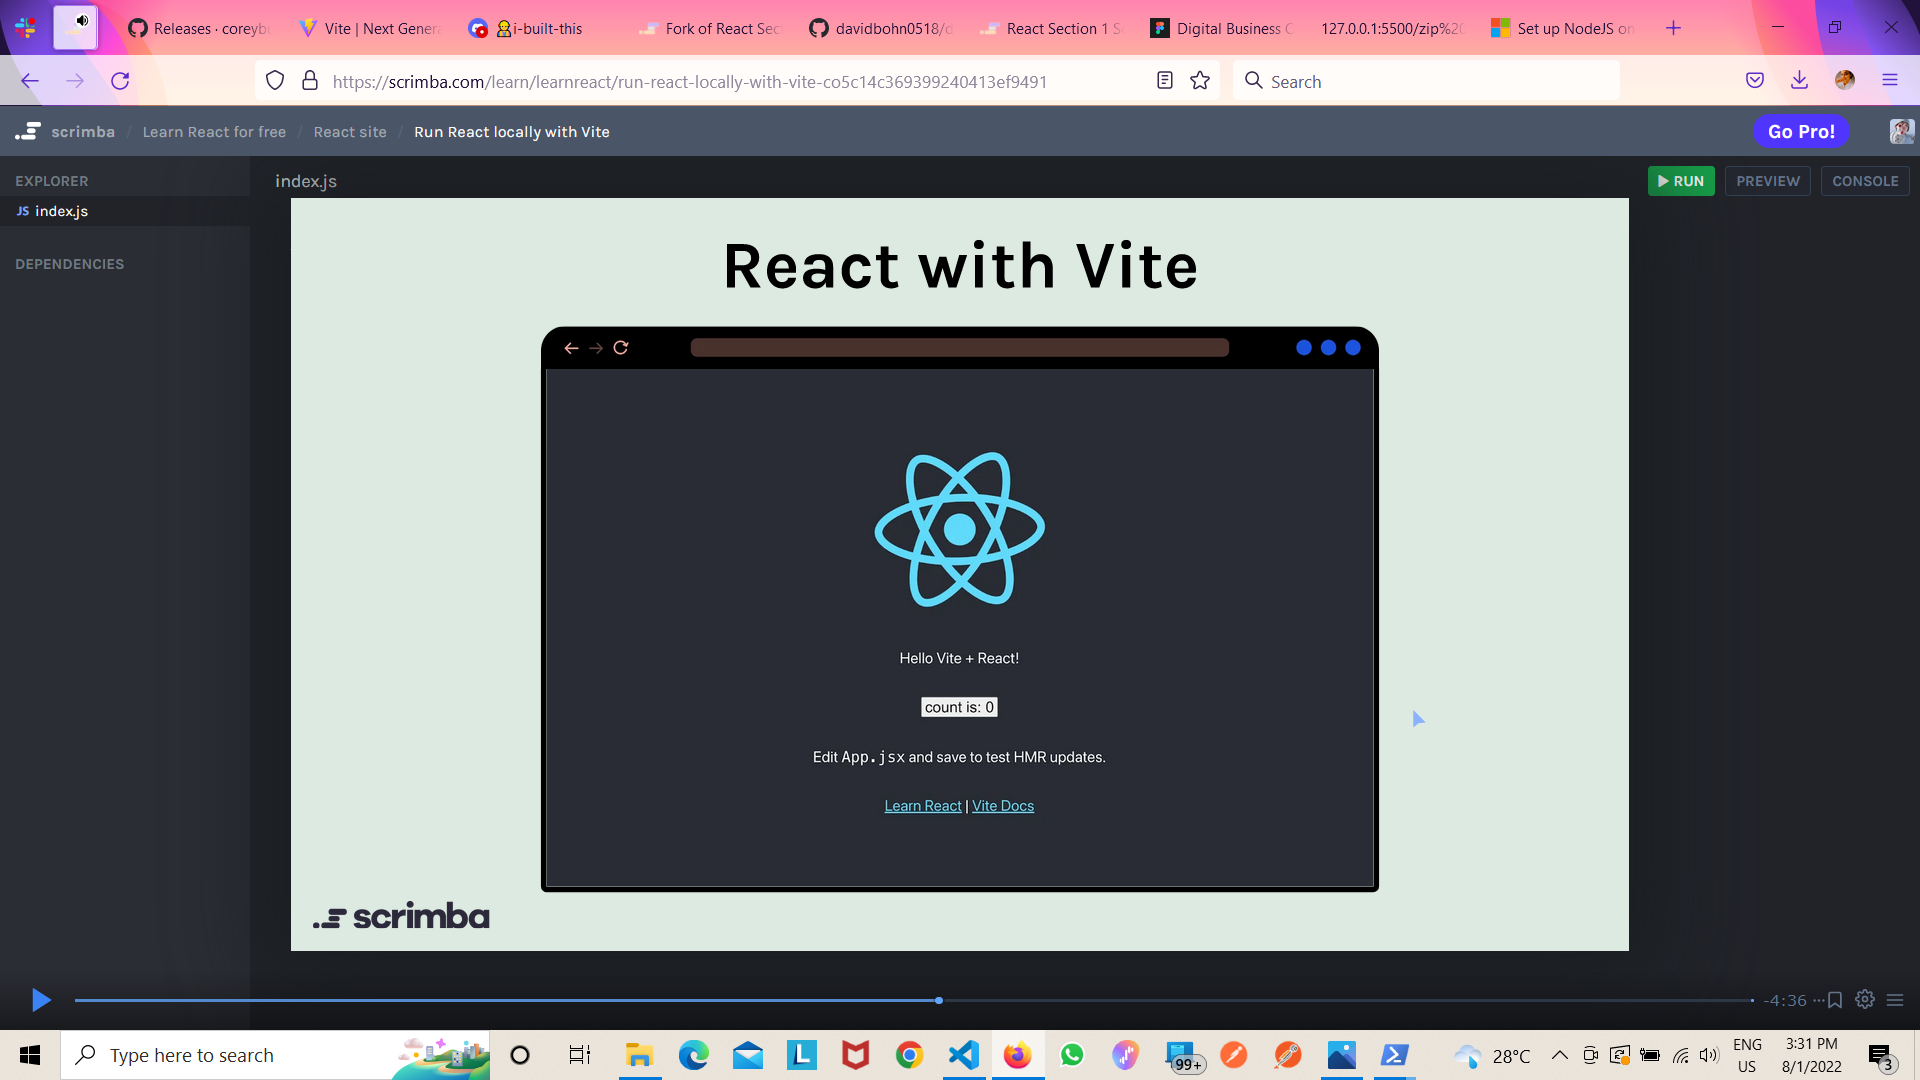 Releases · coreybu
Vite | Next Genera
i-built-this
Fork of React Sec
davidbohn0518/d
React Section 1 S
Digital Business C
127.0.0.1:5500/zip%20
Set up NodeJS on
https://scrimba.com/learn/learnreact/run-react-locally-with-vite-co5c14c369399240413ef9491
Search
scrimba / Learn React for free / React site / Run React locally with Vite
Go Pro!
EXPLORER
index.js
RUN
PREVIEW
CONSOLE
JS index.js
DEPENDENCIES
React with Vite
Hello Vite + React!
count is: 0
Edit App.jsx and save to test HMR updates.
Learn React | Vite Docs
scrimba
-4:36
Type here to search
L
99+
28°C
ENG
US
3:31 PM
8/1/2022
3